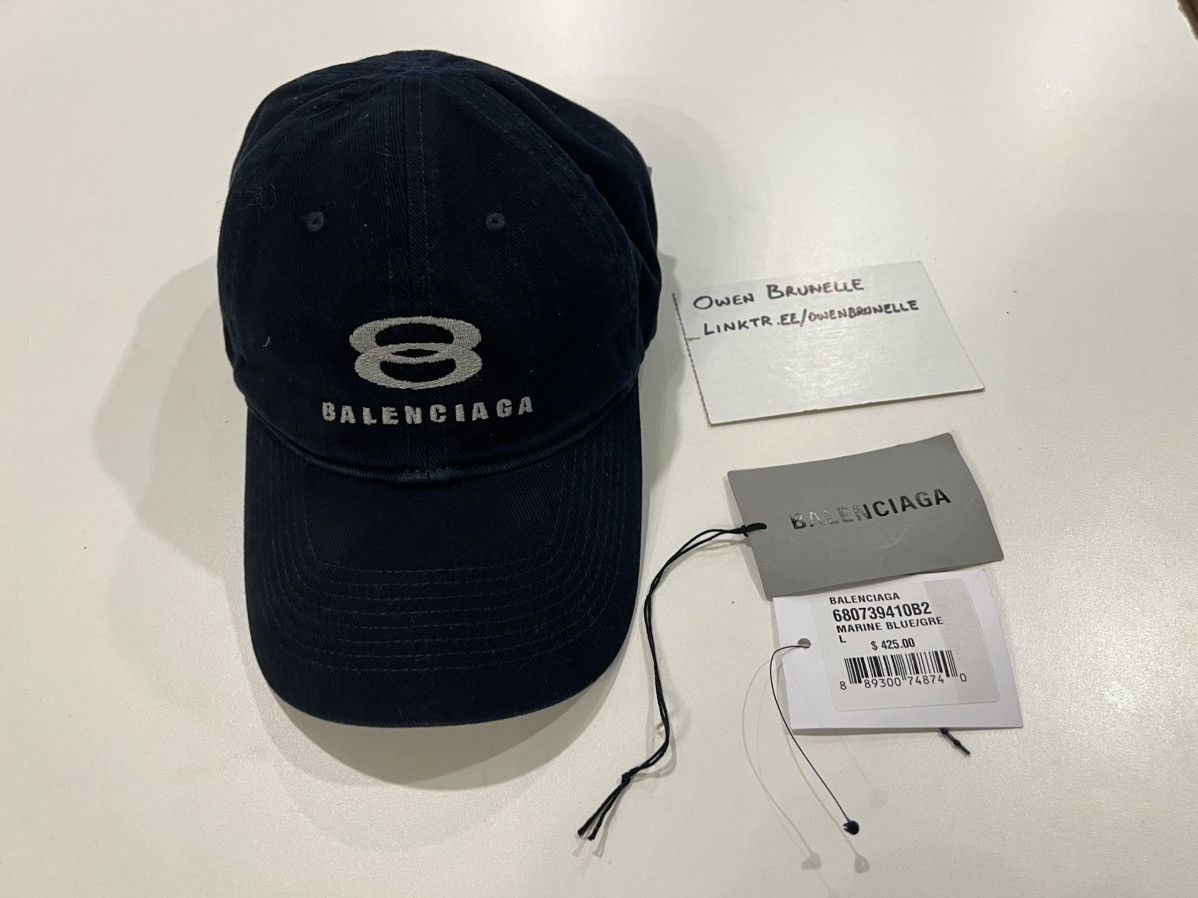 BALENCIAGA
OWEN BRUNELLE
LINKTR.EE/OWENBRUNELLE
BALENCIAGA
BALENCIAGA
680739410B2
MARINE BLUE/GRE
L $ 425.00
8 89300 74874 0